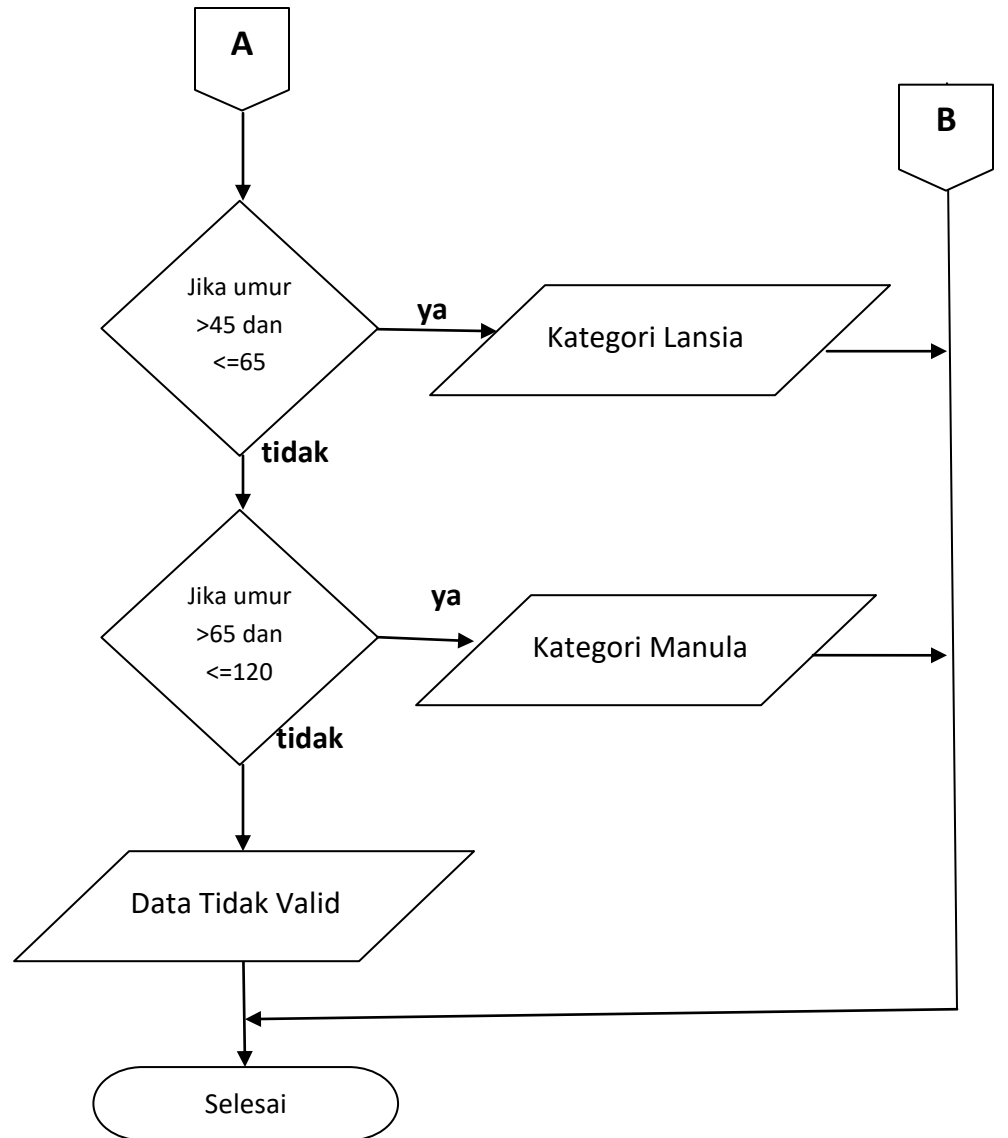 A
B
Jika umur
>45 dan
<=65
ya
Kategori Lansia
tidak
Jika umur
>65 dan
<=120
ya
Kategori Manula
tidak
Data Tidak Valid
Selesai